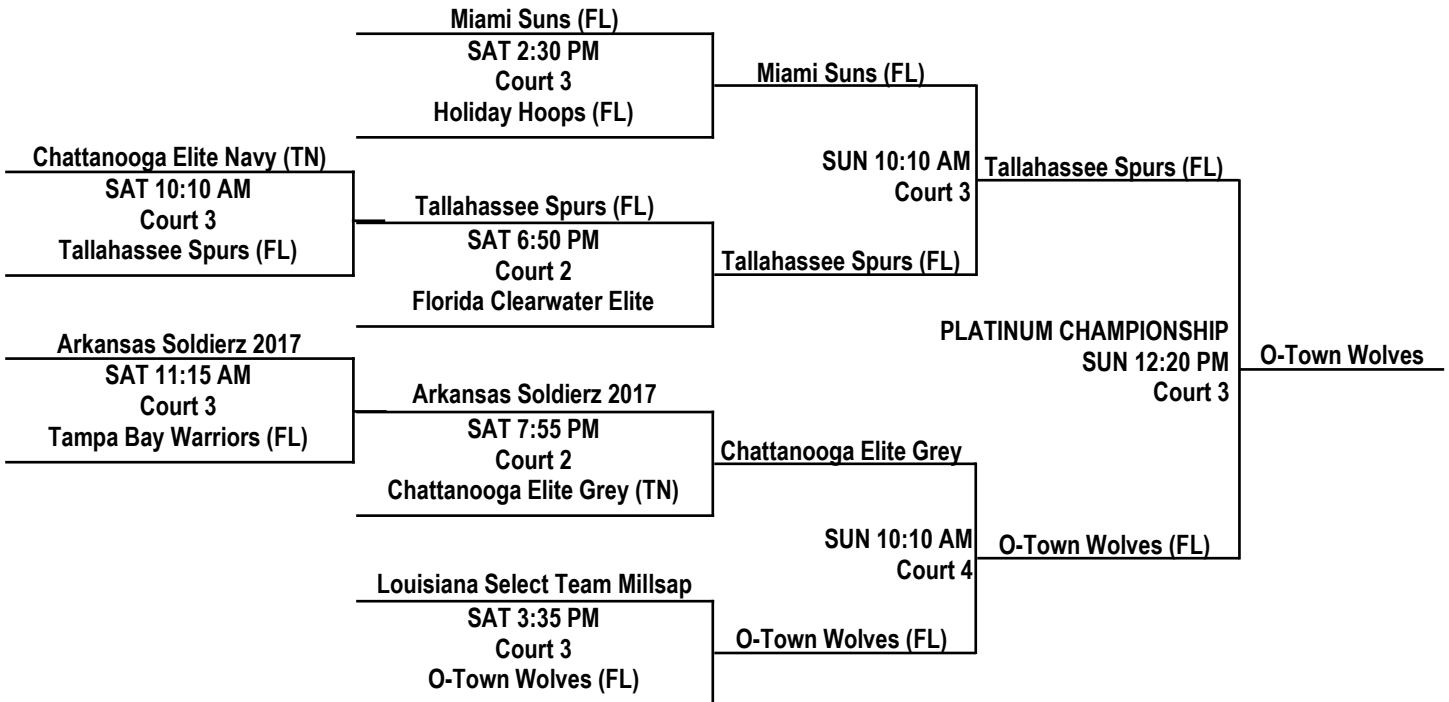 Miami Suns (FL)
SAT 2:30 PM
Court 3
Holiday Hoops (FL)
Miami Suns (FL)
Chattanooga Elite Navy (TN)
SAT 10:10 AM
Court 3
Tallahassee Spurs (FL)
Tallahassee Spurs (FL)
SAT 6:50 PM
Court 2
Florida Clearwater Elite
SUN 10:10 AM
Court 3
Tallahassee Spurs (FL)
Tallahassee Spurs (FL)
Arkansas Soldierz 2017
SAT 11:15 AM
Court 3
Tampa Bay Warriors (FL)
Arkansas Soldierz 2017
SAT 7:55 PM
Court 2
Chattanooga Elite Grey (TN)
PLATINUM CHAMPIONSHIP
SUN 12:20 PM
Court 3
O-Town Wolves
Chattanooga Elite Grey
SUN 10:10 AM
Court 4
O-Town Wolves (FL)
Louisiana Select Team Millsap
SAT 3:35 PM
Court 3
O-Town Wolves (FL)
O-Town Wolves (FL)